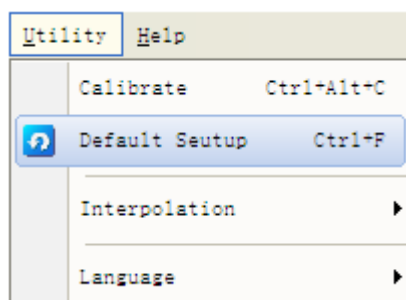 Utility Help
Calibrate Ctrl+Alt+C
Default Seutup Ctrl+F
Interpolation
Language